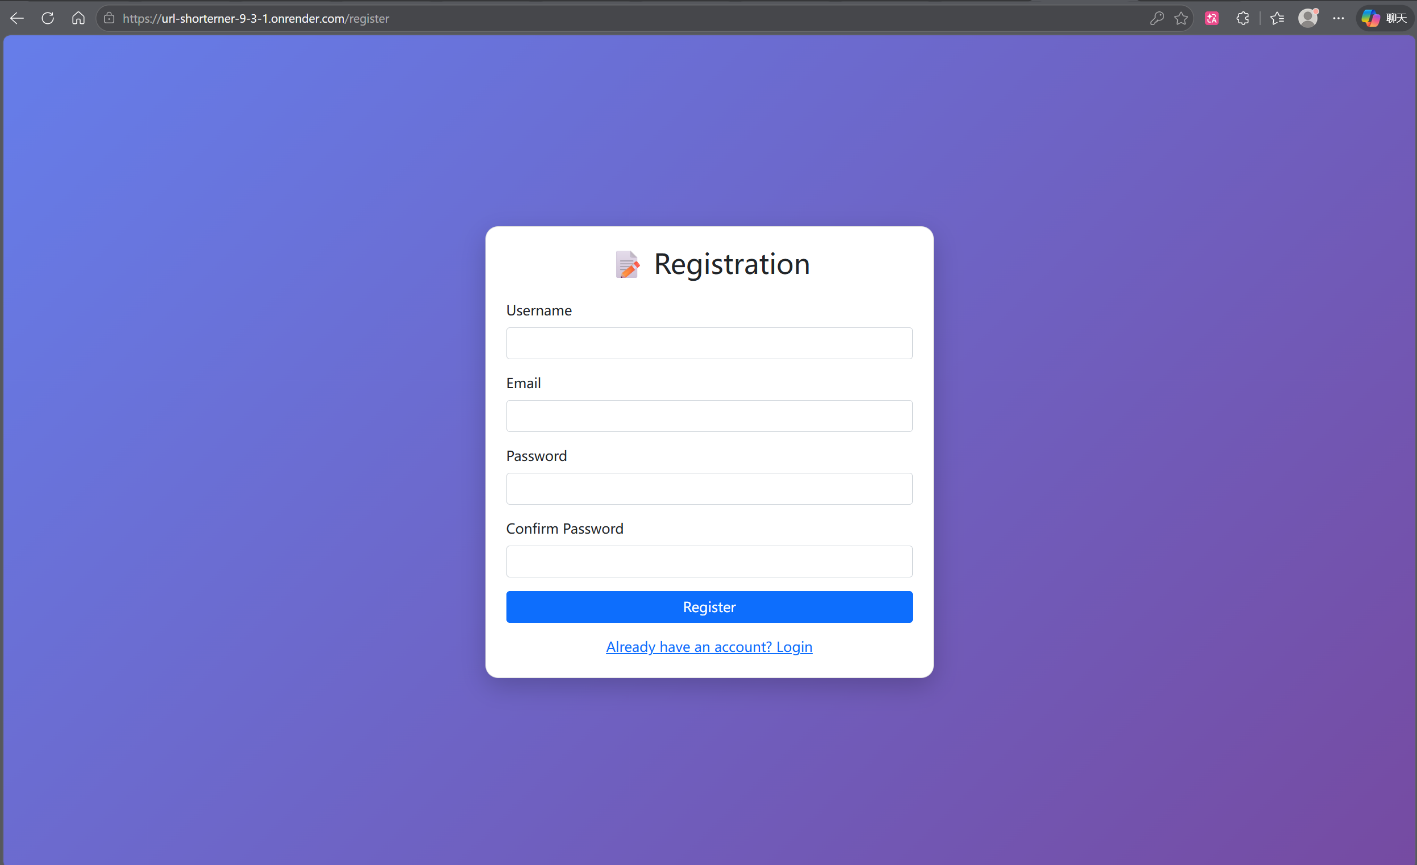 https://url-shorterner-9-3-1.onrender.com/register
聊天
Registration
Username
Email
Password
Confirm Password
Register
Already have an account? Login